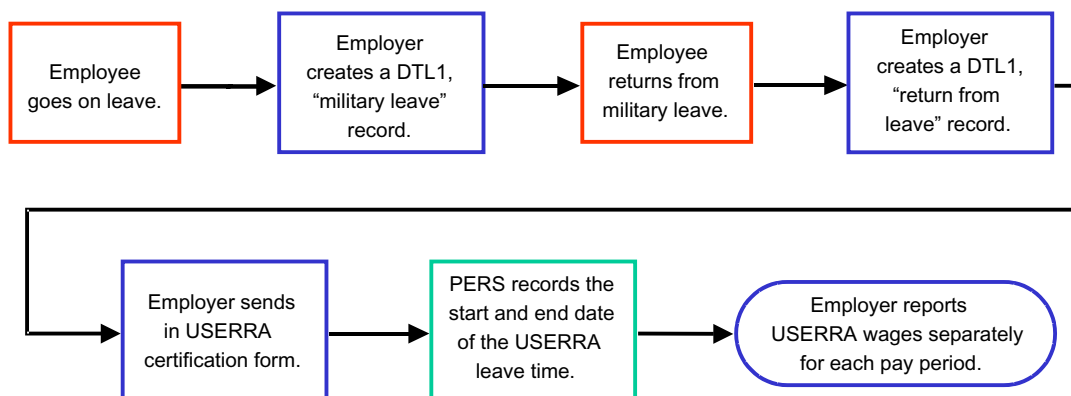 Employee
goes on leave.
Employer
creates a DTL1,
“military leave”
record.
Employee
returns from
military leave.
Employer
creates a DTL1,
“return from
leave” record.
Employer sends
in USERRA
certification form.
PERS records the
start and end date
of the USERRA
leave time.
Employer reports
USERRA wages separately
for each pay period.